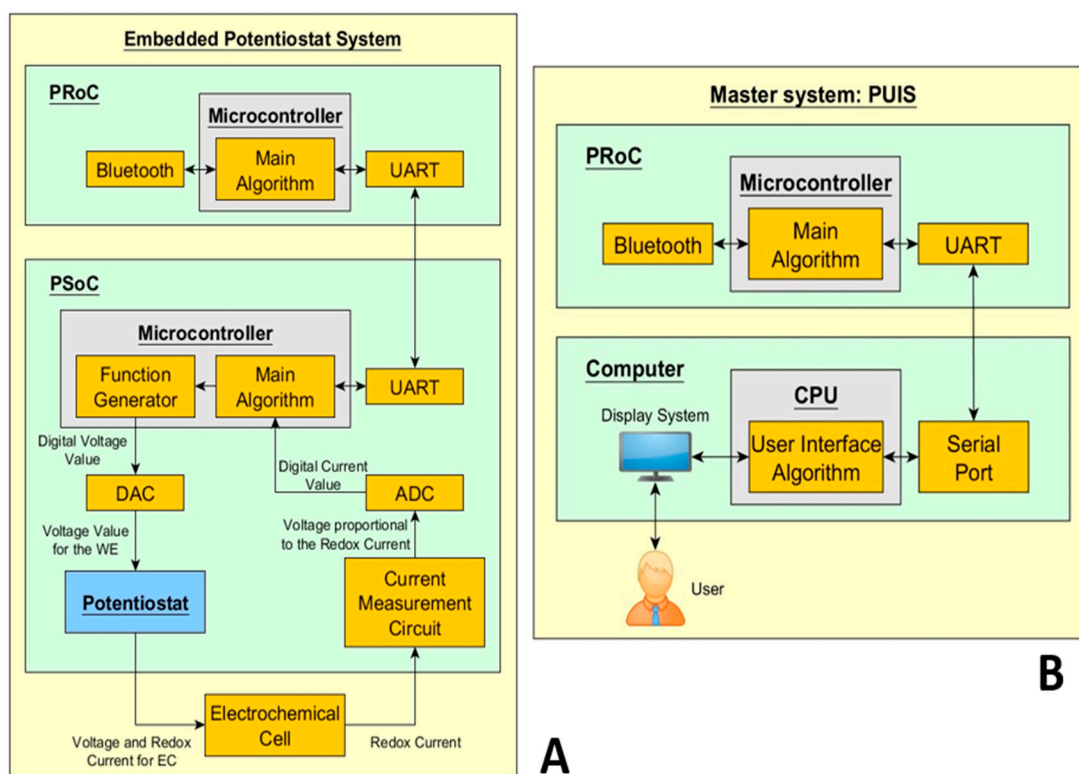 Embedded Potentiostat System
PRoC
Microcontroller
Bluetooth
Main
Algorithm
UART
PSoC
Microcontroller
Function
Generator
Main
Algorithm
UART
Digital Voltage
Value
Digital Current
Value
DAC
ADC
Voltage Value
for the WE
Voltage proportional
to the Redox Current
Potentiostat
Current
Measurement
Circuit
Electrochemical
Cell
Voltage and Redox
Current for EC
Redox Current
A
Master system: PUIS
PRoC
Microcontroller
Bluetooth
Main
Algorithm
UART
Computer
CPU
Display System
User Interface
Algorithm
Serial
Port
User
B